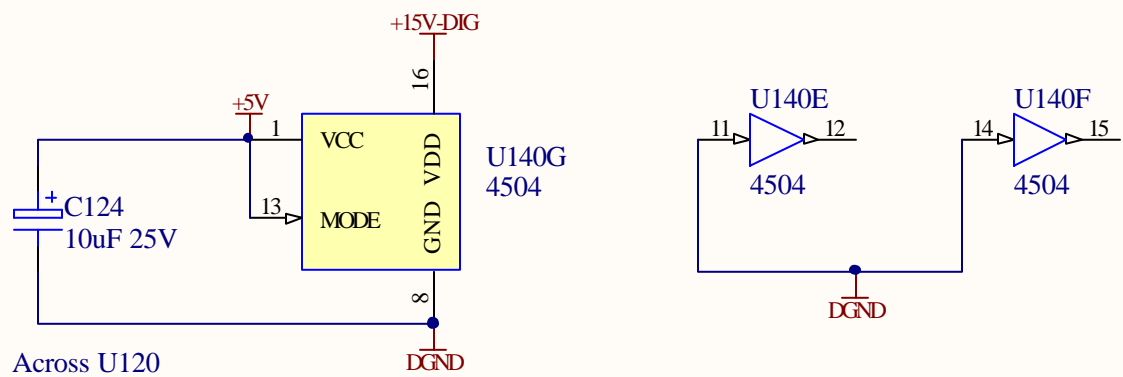 +15V-DIG
16
+5V
1
VCC
VDD
U140G
4504
C124
10uF 25V
+
13
MODE
GND
8
DGND
Across U120
U140E
11
12
4504
U140F
14
15
4504
DGND